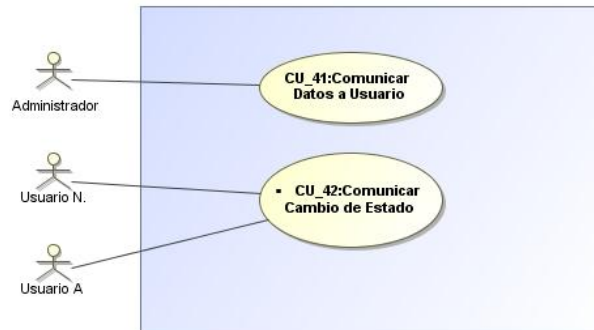 Administrador
CU_41:Comunicar
Datos a Usuario
Usuario N.
▪ CU_42:Comunicar
Cambio de Estado
Usuario A